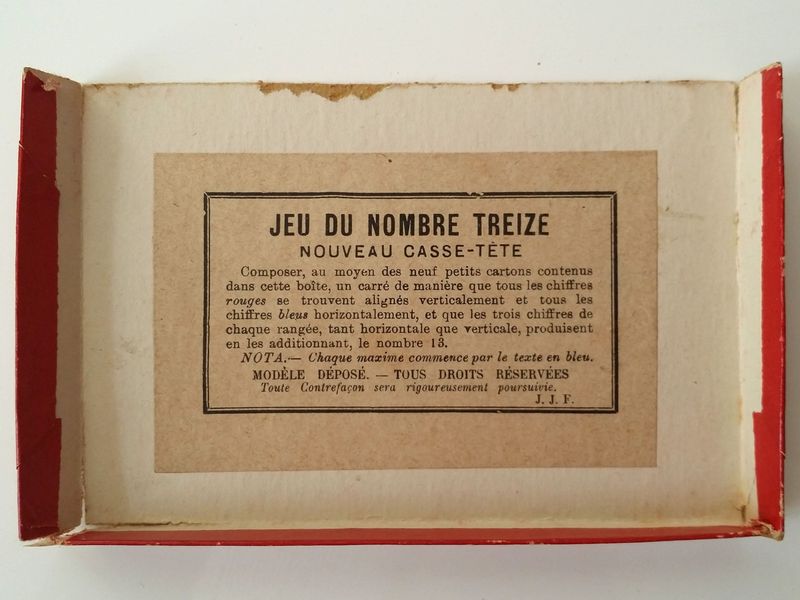 JEU DU NOMBRE TREIZE
NOUVEAU CASSE-TÊTE
Composer, au moyen des neuf petits cartons contenus
dans cette boîte, un carré de manière que tous les chiffres
rouges se trouvent alignés verticalement et tous les
chiffres bleus horizontalement, et que les trois chiffres de
chaque rangée, tant horizontale que verticale, produisent
en les additionnant, le nombre 13.
NOTA.— Chaque maxime commence par le texte en bleu.
MODÈLE DÉPOSÉ. — TOUS DROITS RÉSERVÉES
Toute Contrefaçon sera rigoureusement poursuivie.
J. J. F.